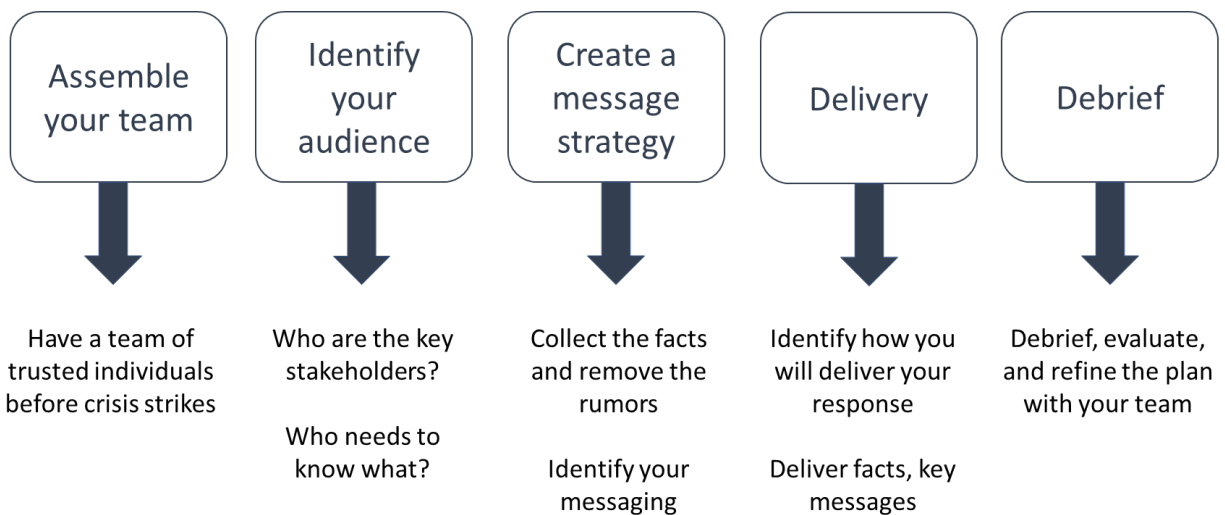 Assemble
your team
Identify
your
audience
Create a
message
strategy
Delivery
Debrief
Have a team of
trusted individuals
before crisis strikes
Who are the key
stakeholders?
Who needs to
know what?
Collect the facts
and remove the
rumors
Identify your
messaging
Identify how you
will deliver your
response
Deliver facts, key
messages
Debrief, evaluate,
and refine the plan
with your team